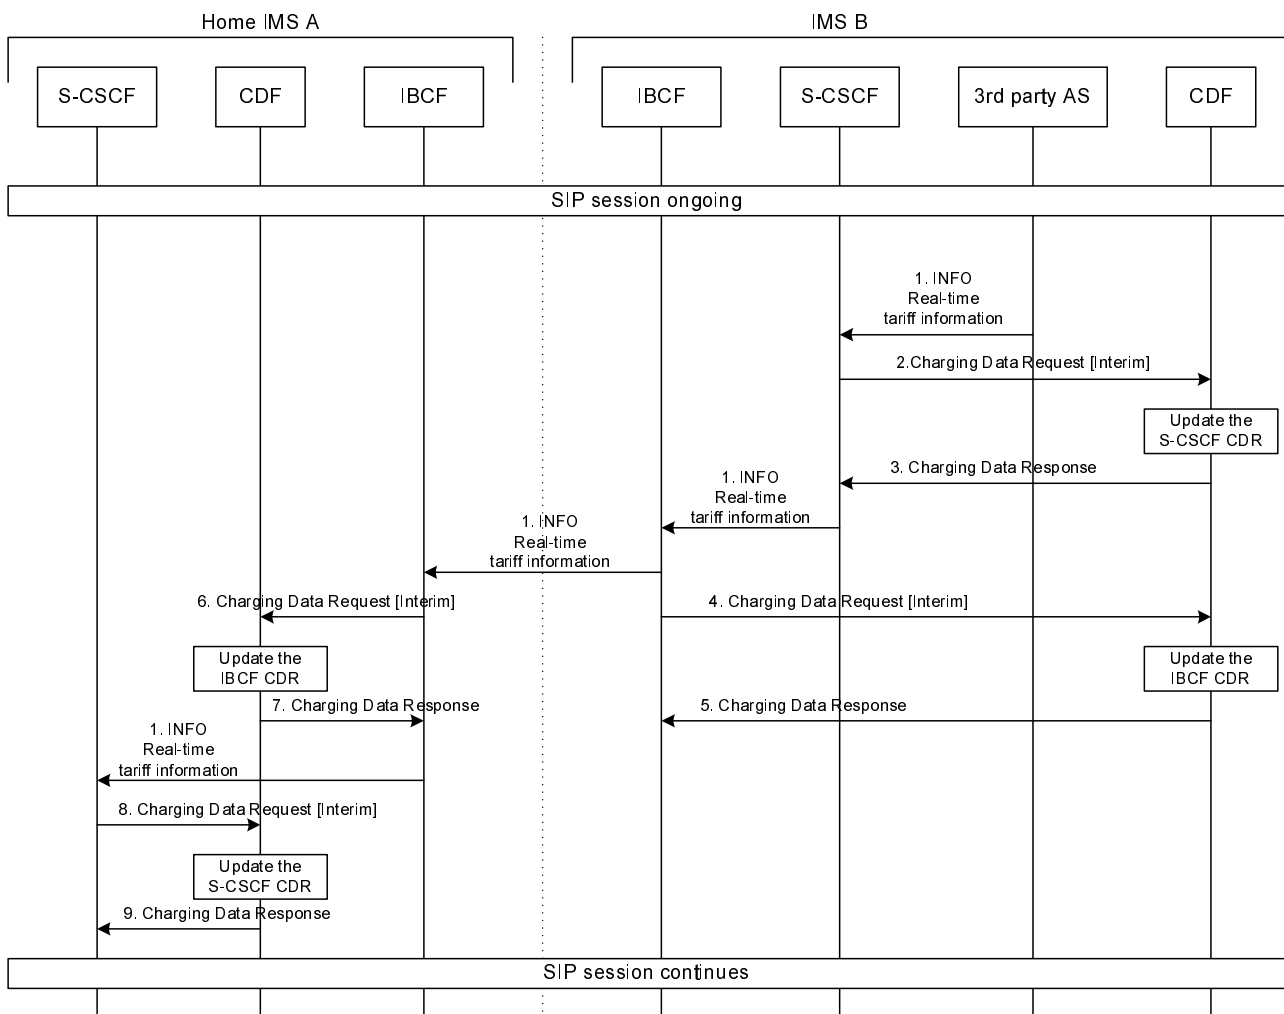 Home IMS A
IMS B
S-CSCF
CDF
IBCF
IBCF
S-CSCF
3rd party AS
CDF
SIP session ongoing
1. INFO
Real-time
tariff information
2.Charging Data Request [Interim]
Update the
S-CSCF CDR
3. Charging Data Response
1. INFO
Real-time
tariff information
1. INFO
Real-time
tariff information
6. Charging Data Request [Interim]
4. Charging Data Request [Interim]
Update the
IBCF CDR
Update the
IBCF CDR
7. Charging Data Response
5. Charging Data Response
1. INFO
Real-time
tariff information
8. Charging Data Request [Interim]
Update the
S-CSCF CDR
9. Charging Data Response
SIP session continues